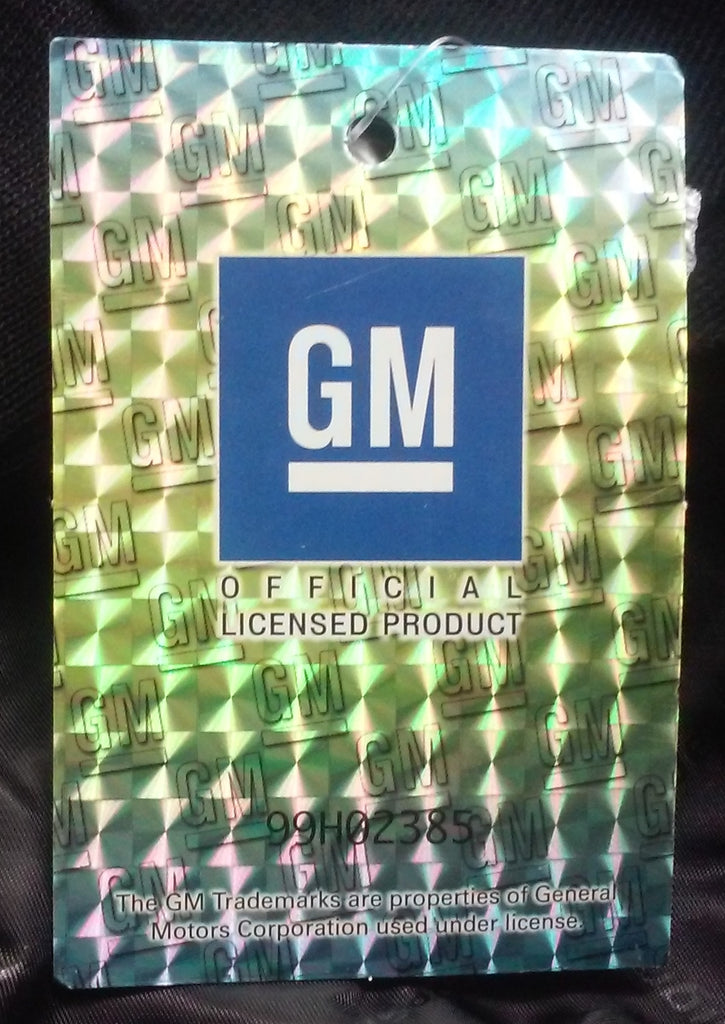 GM
OFFICIAL
LICENSED PRODUCT
99H02385
The GM Trademarks are properties of General
Motors Corporation used under license.